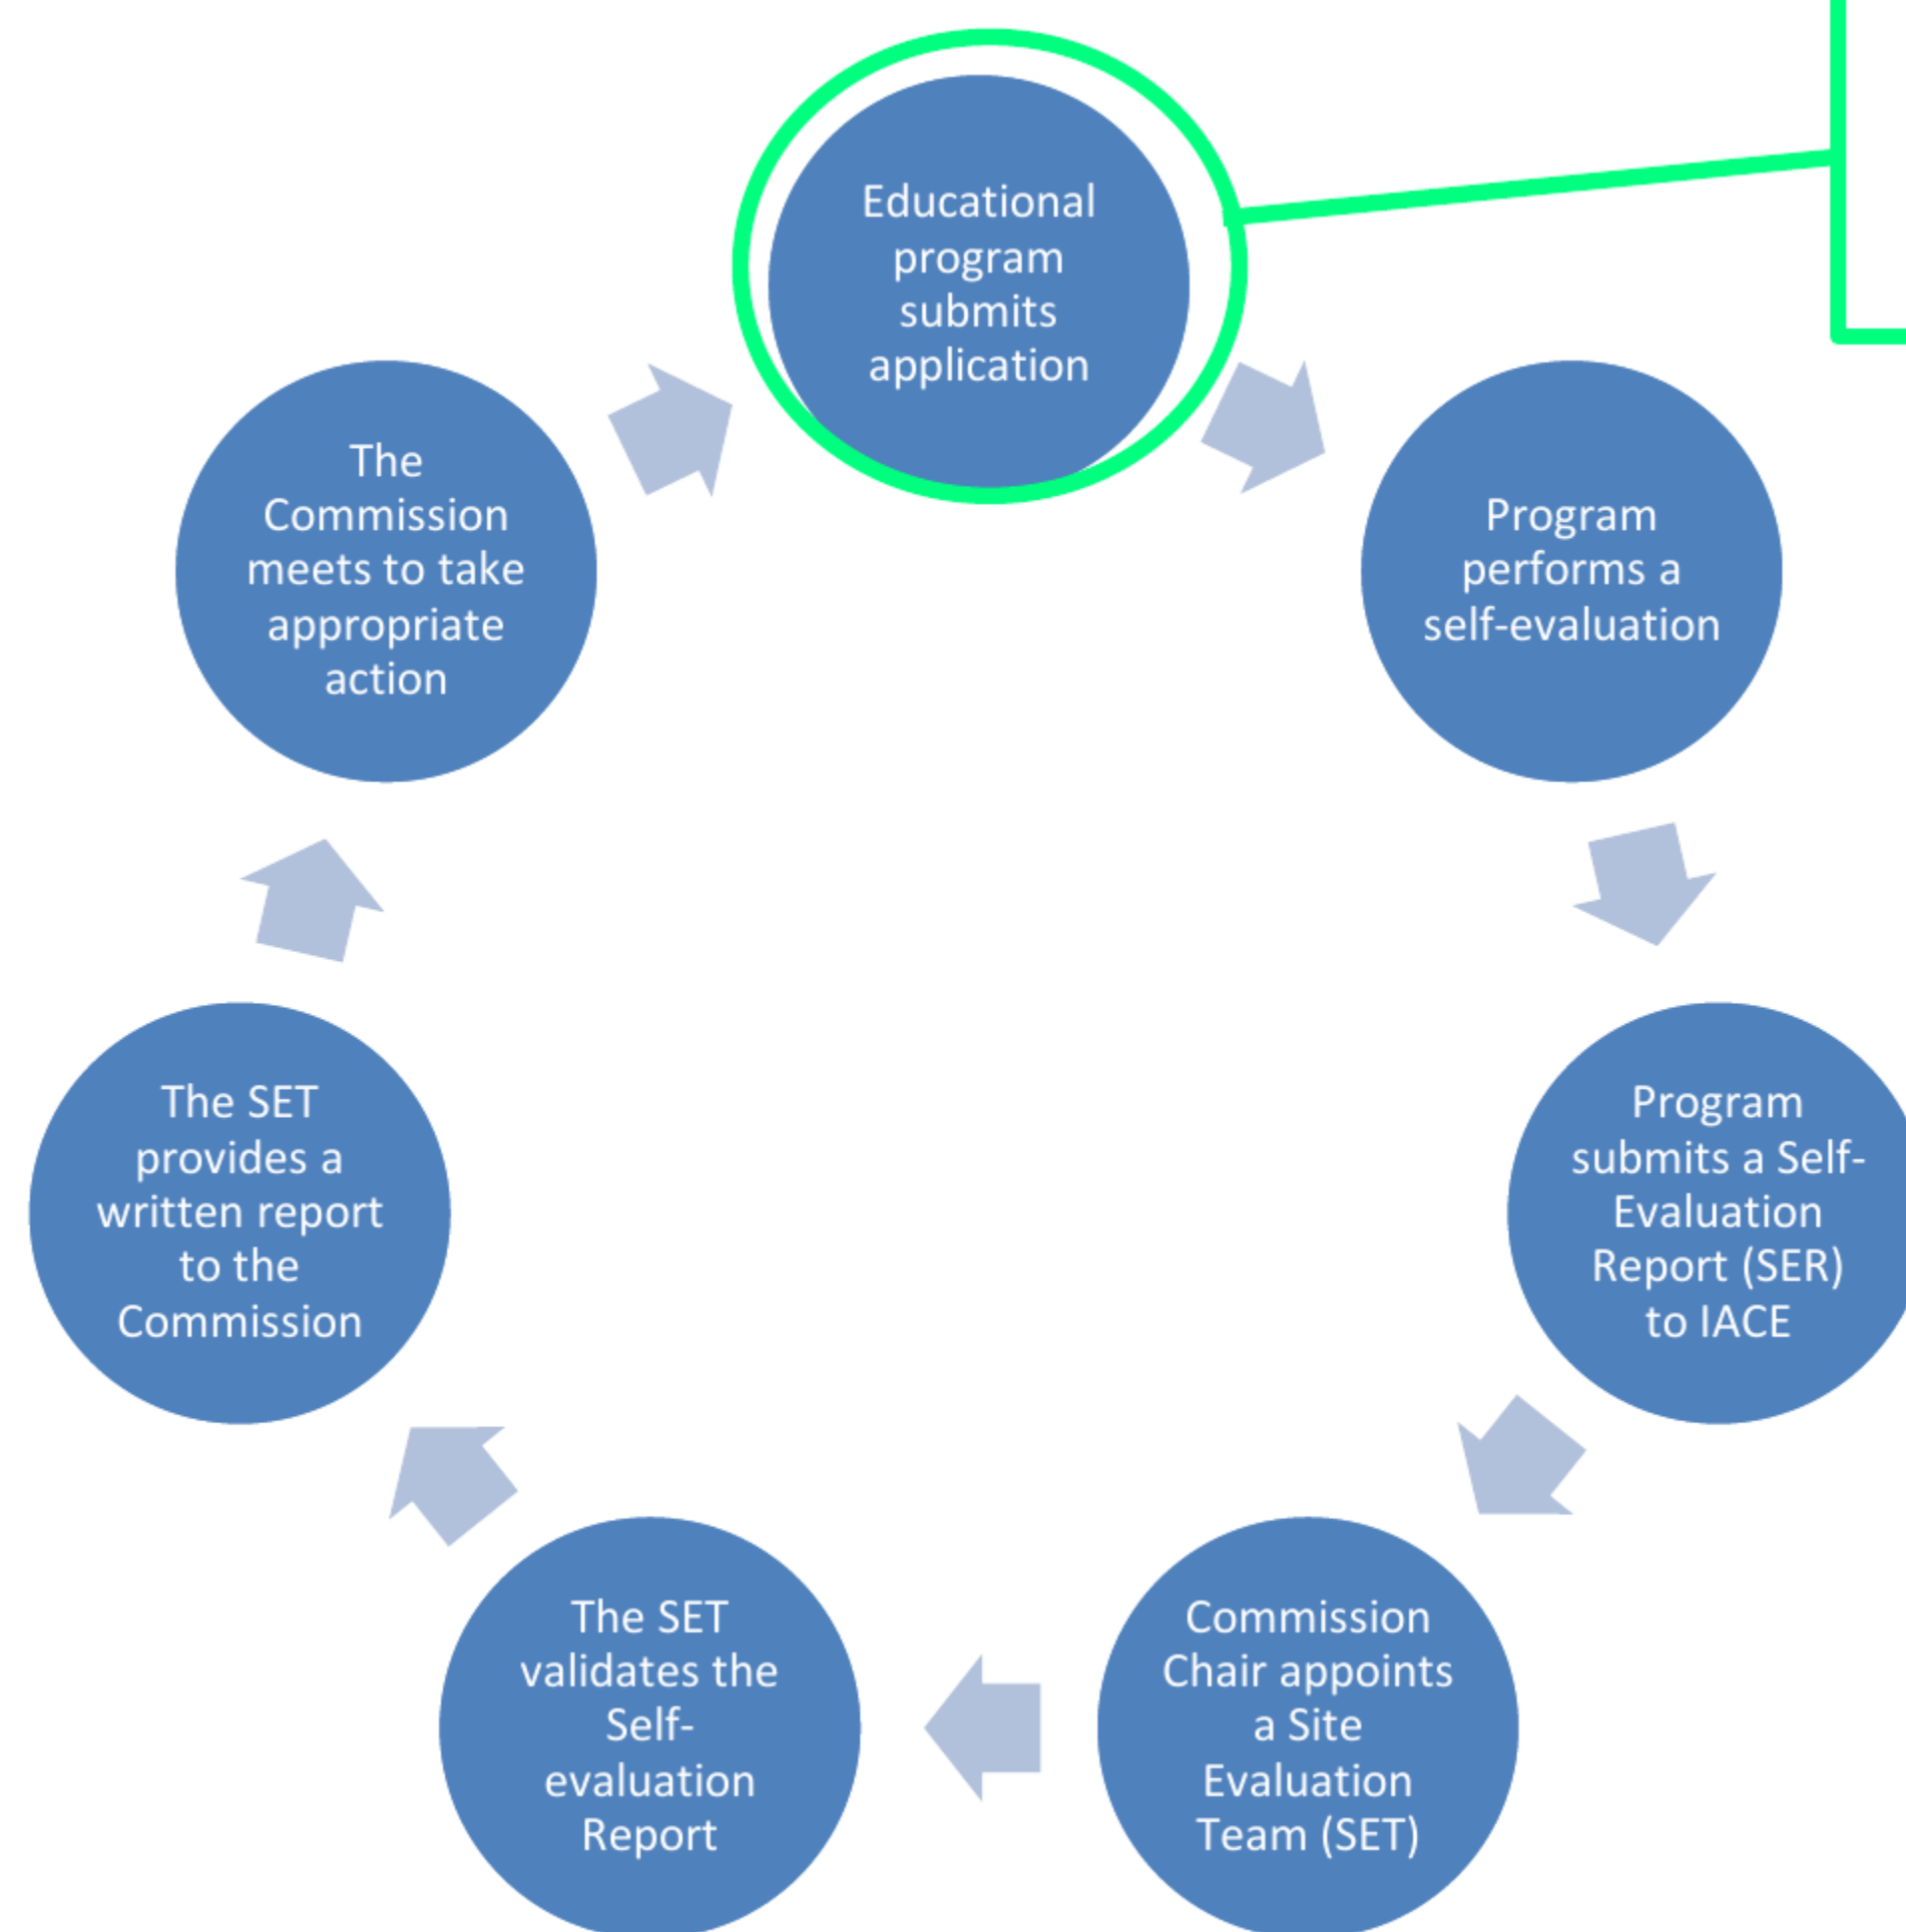 Educational
program
submits
application
Program
performs a
self-evaluation
Program
submits a Self-
Evaluation
Report (SER)
to IACE
Commission
Chair appoints
a Site
Evaluation
Team (SET)
The SET
validates the
Self-
evaluation
Report
The SET
provides a
written report
to the
Commission
The
Commission
meets to take
appropriate
action